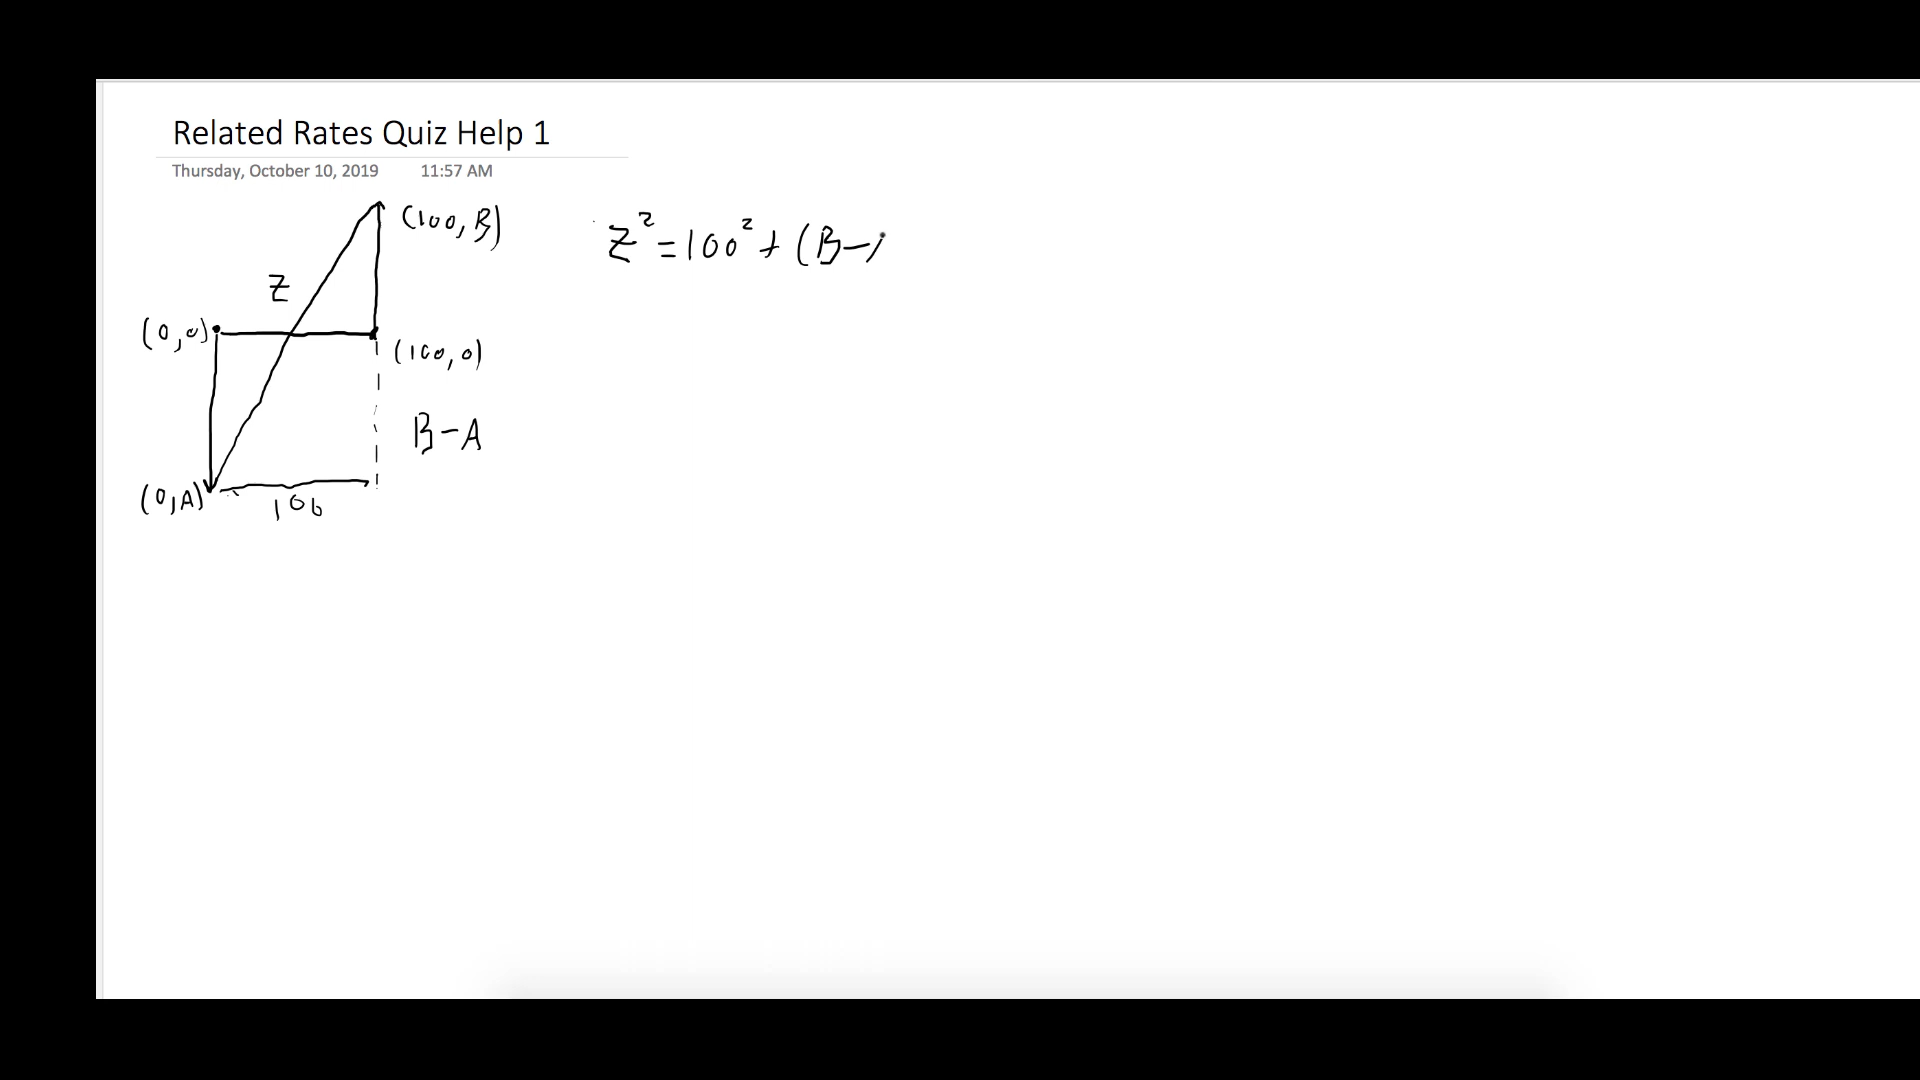 Related Rates Quiz Help 1
Thursday, October 10, 2019 11:57 AM
(100, B)
z² = 100² + (B-
z
(0,0)
(100,0)
B-A
(0,A)
100